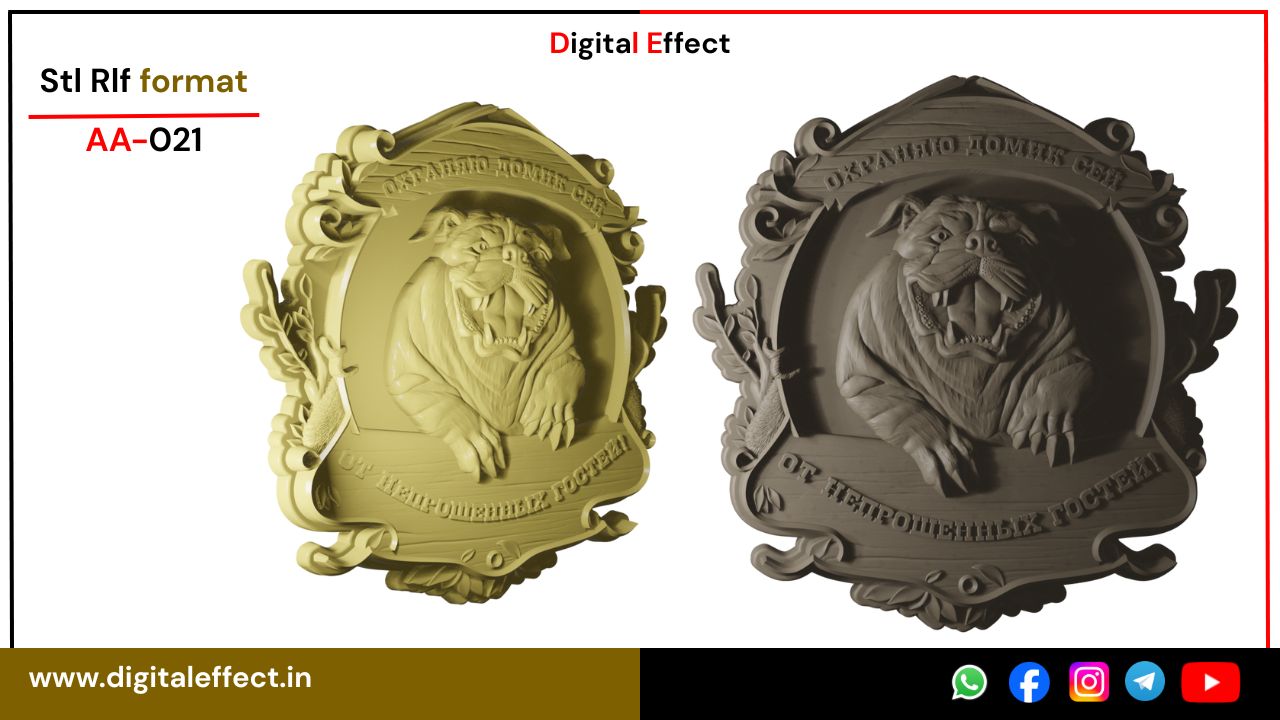 Digital Effect
Stl Rlf format
AA-021
ОХРАНЯЮ ДОМИК СЕЙ
ОТ НЕПРОШЕННЫХ ГОСТЕЙ!
ОХРАНЯЮ ДОМИК СЕЙ
ОТ НЕПРОШЕННЫХ ГОСТЕЙ!
www.digitaleffect.in